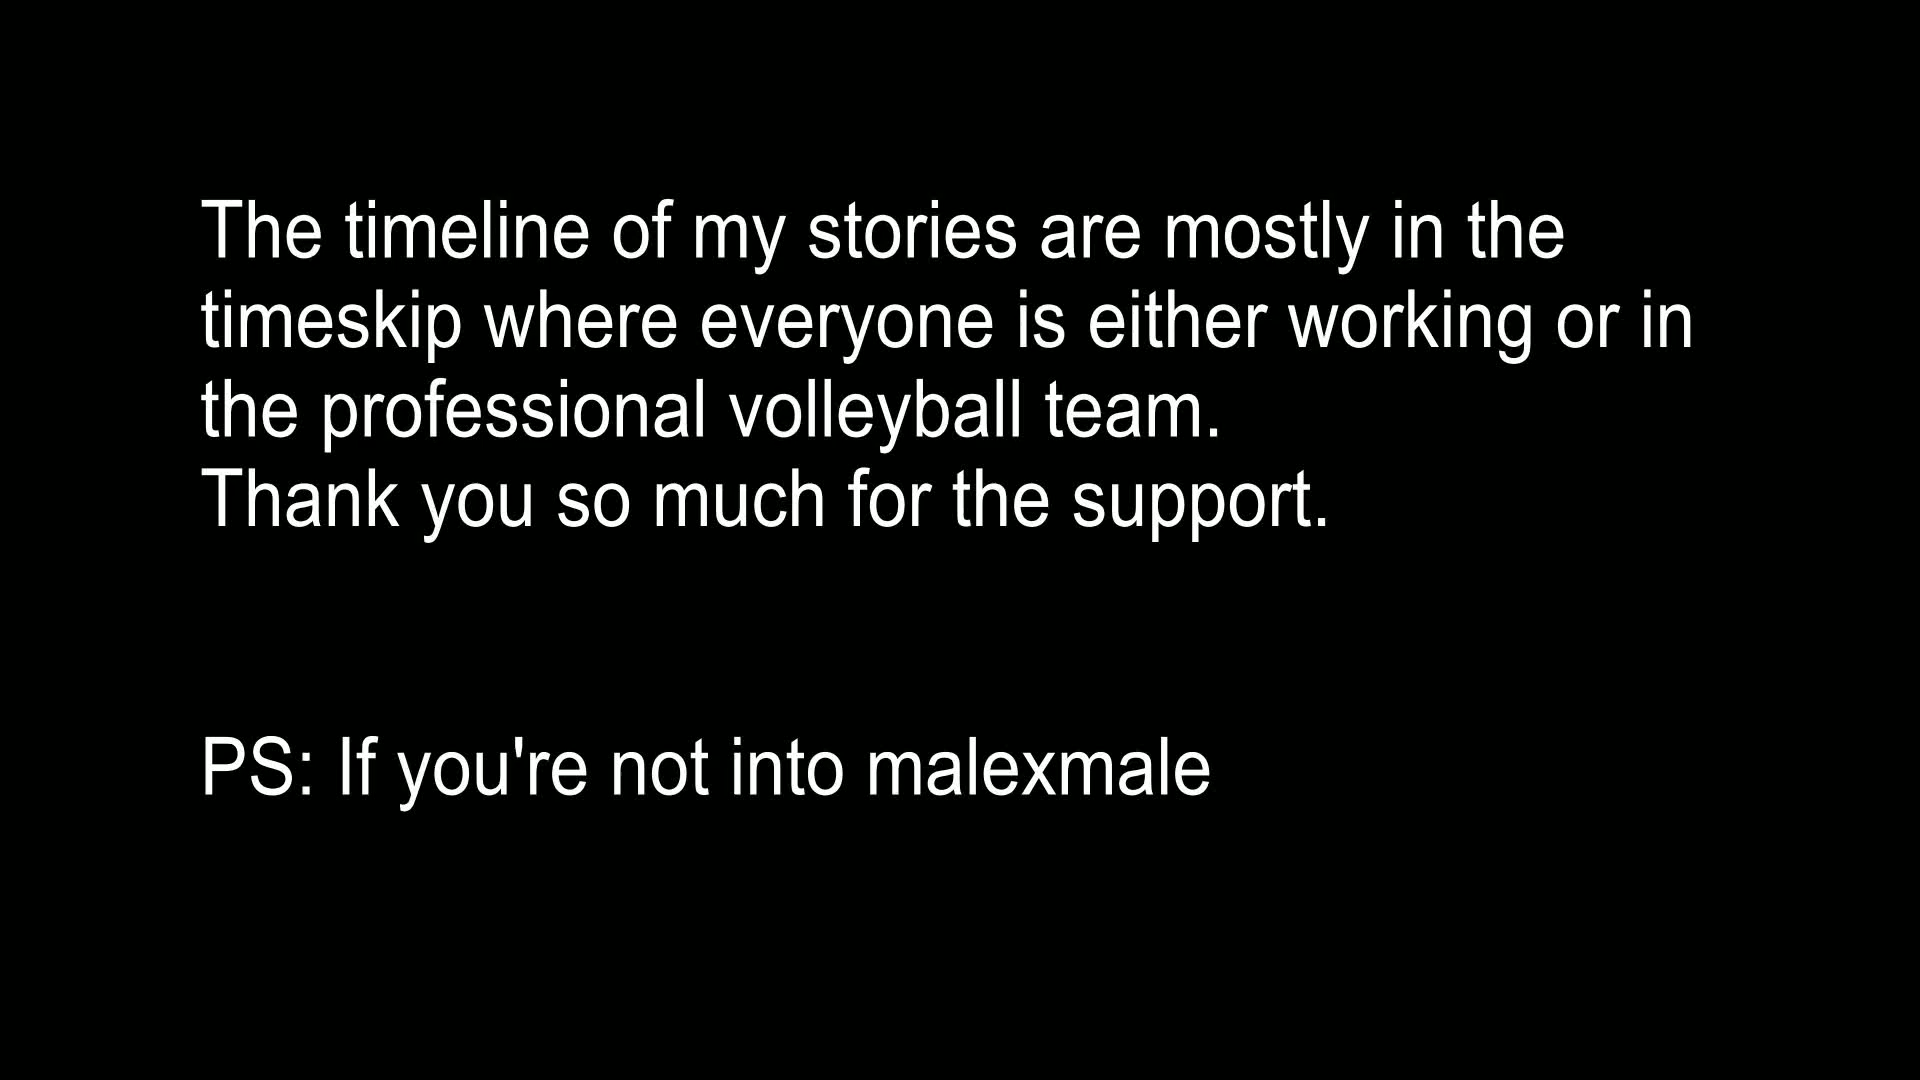 The timeline of my stories are mostly in the
timeskip where everyone is either working or in
the professional volleyball team.
Thank you so much for the support.
PS: If you're not into malexmale